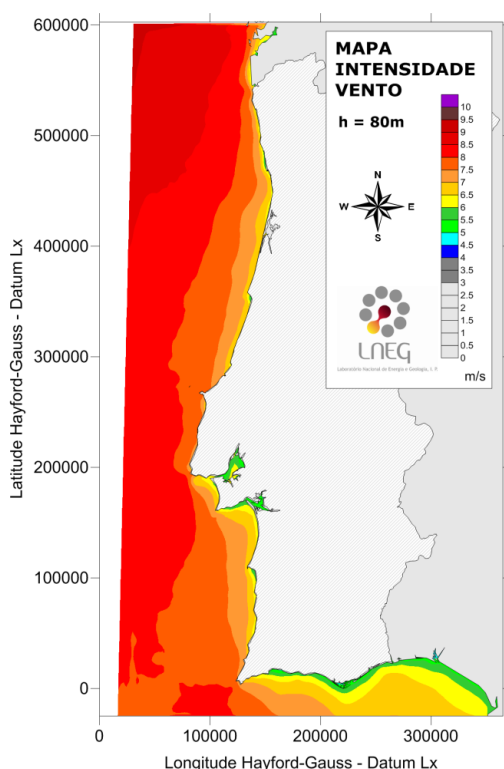 600000
500000
400000
300000
200000
100000
0
Latitude Hayford-Gauss - Datum Lx
0
100000
200000
300000
Longitude Hayford-Gauss - Datum Lx
MAPA
INTENSIDADE
VENTO
h = 80m
N
W E
S
LNEG
Laboratório Nacional de Energia e Geologia, I. P.
10
9.5
9
8.5
8
7.5
7
6.5
6
5.5
5
4.5
4
3.5
3
2.5
2
1.5
1
0.5
0
m/s